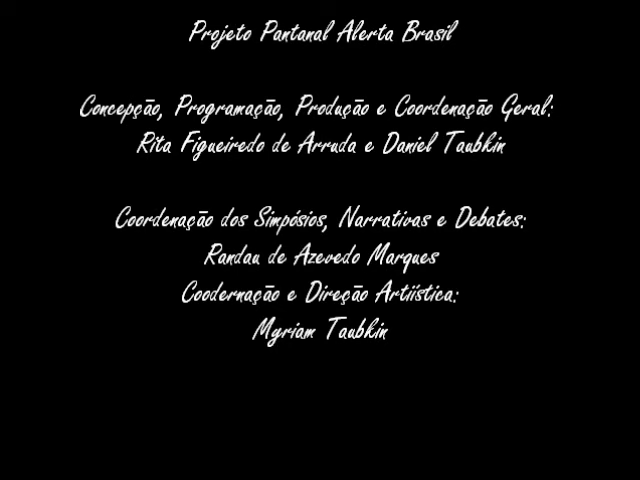 Projeto Pantanal Alerta Brasil
Concepção, Programação, Produção e Coordenação Geral:
Rita Figueiredo de Arruda e Daniel Taubkin
Coordenação dos Simpósios, Narrativas e Debates:
Randau de Azevedo Marques
Coodernação e Direção Artiística:
Myriam Taubkin